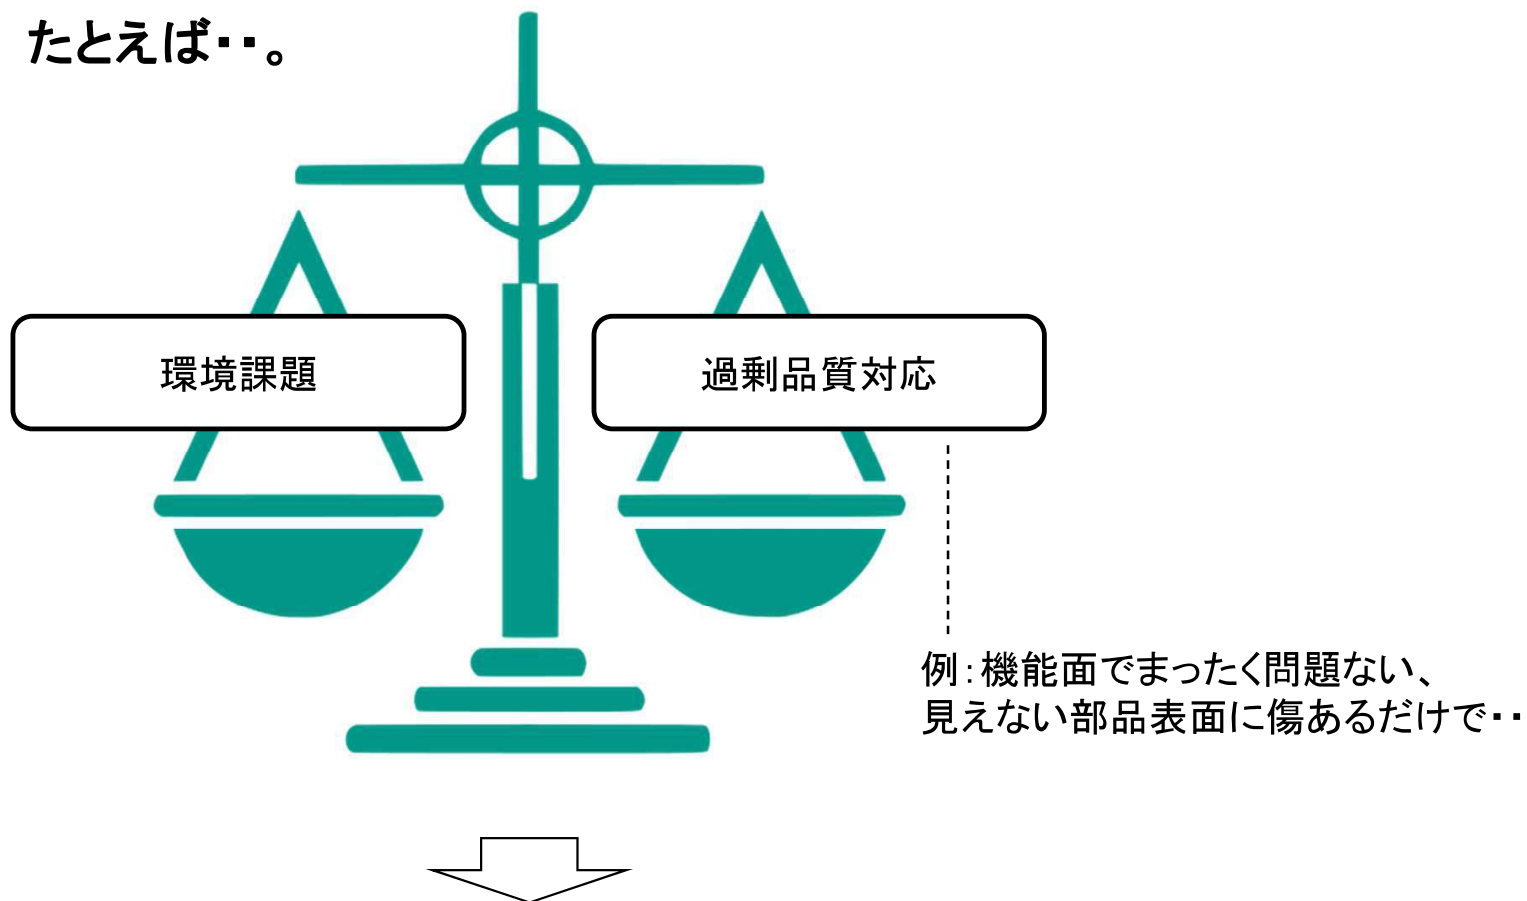 たとえば・・。
環境課題
過剰品質対応
例：機能面でまったく問題ない、
見えない部品表面に傷あるだけで・・